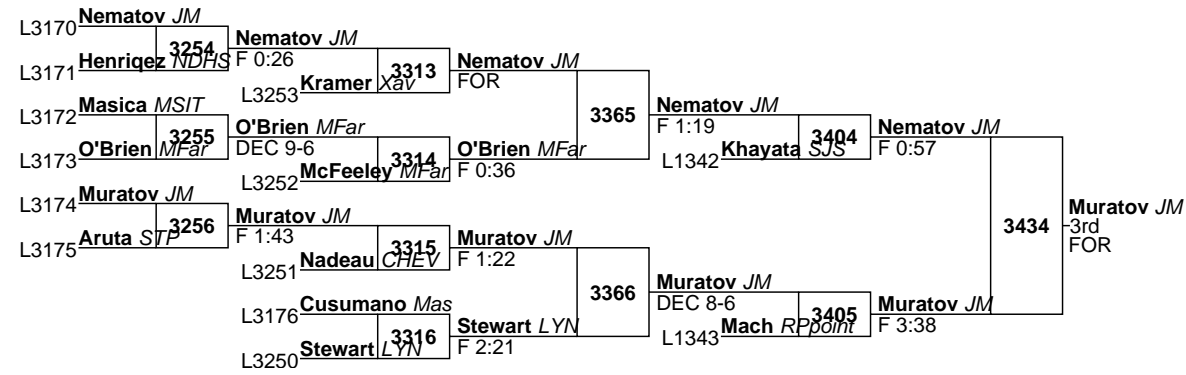 L3170 Nematov JM
3254
L3171 Henriqez NDHS
Nematov JM
F 0:26
3313
L3253 Kramer Xav
Nematov JM
FOR
L3172 Masica MSIT
3255
L3173 O'Brien MFar
O'Brien MFar
DEC 9-6
3314
L3252 McFeeley MFar
O'Brien MFar
F 0:36
3365
Nematov JM
F 1:19
3404
L1342 Khayata SJS
Nematov JM
F 0:57
L3174 Muratov JM
3256
L3175 Aruta STP
Muratov JM
F 1:43
3315
L3251 Nadeau CHEV
Muratov JM
F 1:22
L3176 Cusumano Mas
3316
L3250 Stewart LYN
Stewart LYN
F 2:21
3366
Muratov JM
DEC 8-6
3405
L1343 Mach RPpoint
Muratov JM
F 3:38
3434
Muratov JM
3rd
FOR